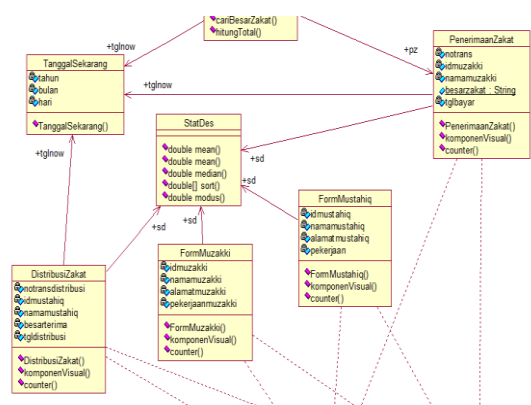 cariBesarZakat()
hitungTotal()
+tglnow
+pz
PenerimaanZakat
notrans
idmuzakki
namamuzakki
besarzakat : String
tglbayar
PenerimaanZakat()
komponenVisual()
counter()
TanggalSekarang
tahun
bulan
hari
TanggalSekarang()
+tglnow
+tglnow
StatDes
double mean()
double mean()
double median()
double[] sort()
double modus()
+sd
+sd
+sd
+sd
FormMustahiq
idmustahiq
namamustahiq
alamatmustahiq
pekerjaan
FormMustahiq()
komponenVisual()
counter()
FormMuzakki
idmuzakki
namamuzakki
alamatmuzakki
pekerjaanmuzakki
FormMuzakki()
komponenVisual()
counter()
DistribusiZakat
notransdistribusi
idmustahiq
namamustahiq
besarterima
tgldistribusi
DistribusiZakat()
komponenVisual()
counter()